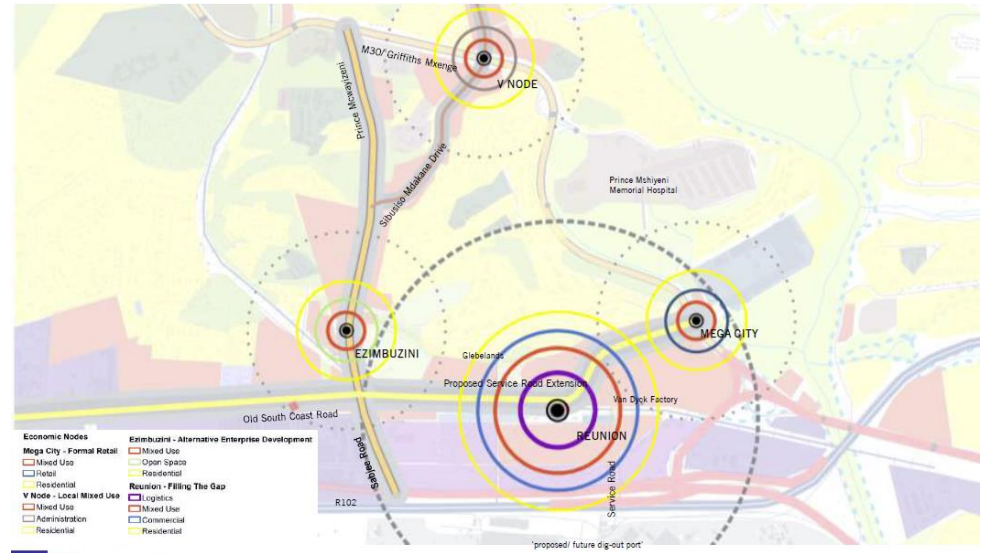 M30/ Griffiths Mxenge
V NODE
Prince Mcwayizeni
Sibusiso Mdakane Drive
Prince Mshiyeni
Memorial Hospital
EZIMBUZINI
MEGA CITY
Glebelands
Proposed Service Road Extension
Van Dyck Factory
Old South Coast Road
REUNION
Sabjee Road
Service Road
R102
'proposed/ future dig-out port'
Economic Nodes
Mega City - Formal Retail
Mixed Use
Retail
Residential
V Node - Local Mixed Use
Mixed Use
Administration
Residential
Ezimbuzini - Alternative Enterprise Development
Mixed Use
Open Space
Residential
Reunion - Filling The Gap
Logistics
Mixed Use
Commercial
Residential